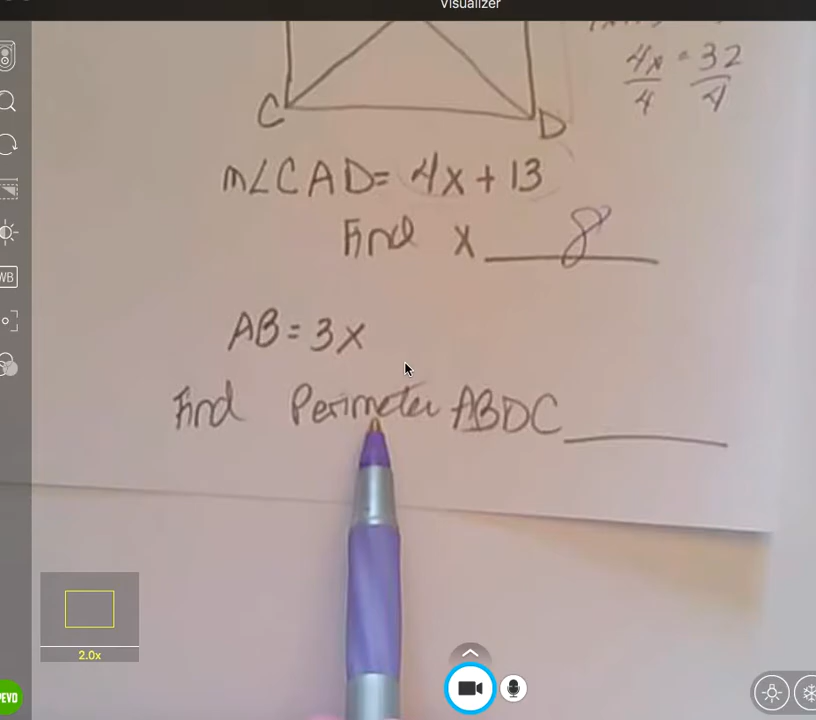 Visualizer
4x = 32
4 4
C
D
m∠CAD= 4x + 13
Find x 8
AB = 3x
Find Perimeter ABDC
WB
2.0x